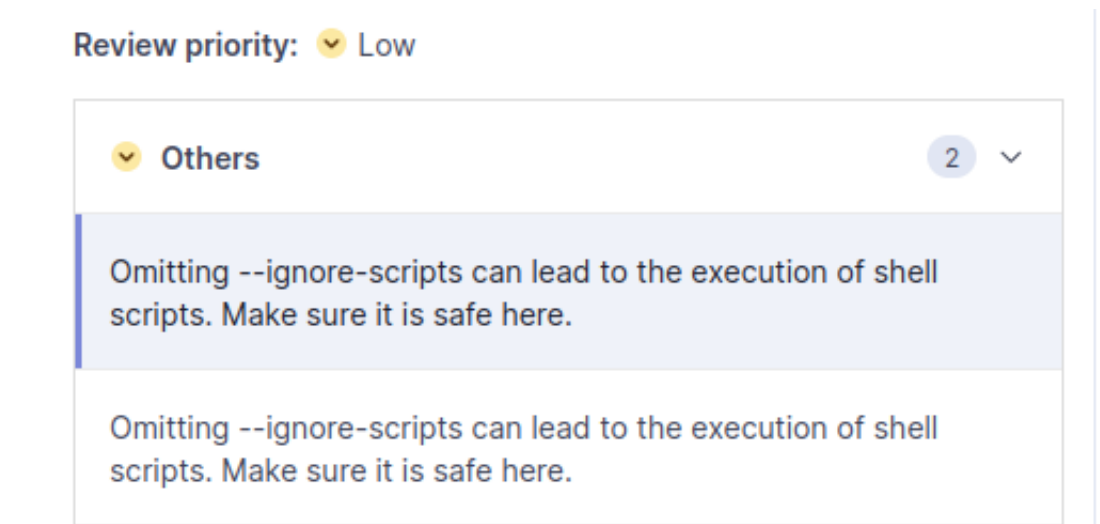 Review priority: Low
Others 2
Omitting --ignore-scripts can lead to the execution of shell
scripts. Make sure it is safe here.
Omitting --ignore-scripts can lead to the execution of shell
scripts. Make sure it is safe here.